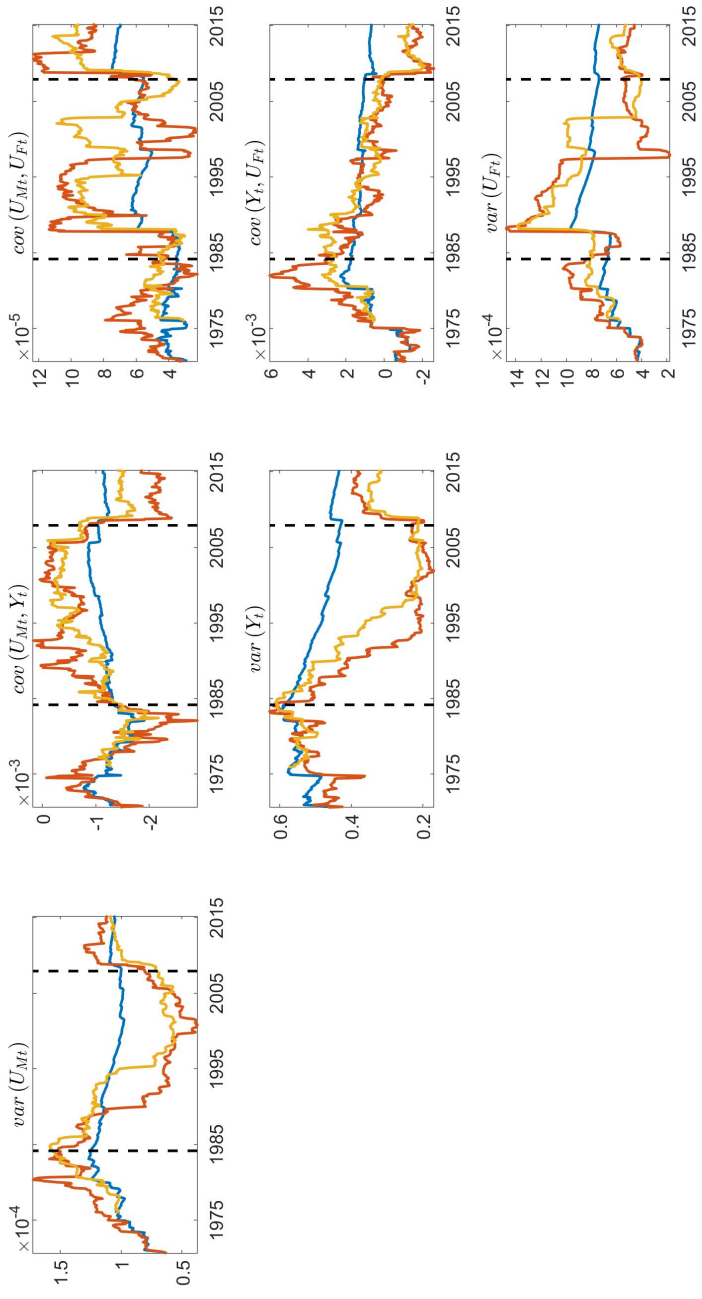 ×10⁻⁴ var (U_Mt)
1.5
1
0.5
1975 1985 1995 2005 2015
×10⁻³ cov (U_Mt, Y_t)
0
-1
-2
1975 1985 1995 2005 2015
×10⁻⁵ cov (U_Mt, U_Ft)
12
10
8
6
4
1975 1985 1995 2005 2015
var (Y_t)
0.6
0.4
0.2
1975 1985 1995 2005 2015
×10⁻³ cov (Y_t, U_Ft)
6
4
2
0
-2
1975 1985 1995 2005 2015
×10⁻⁴ var (U_Ft)
14
12
10
8
6
4
2
1975 1985 1995 2005 2015